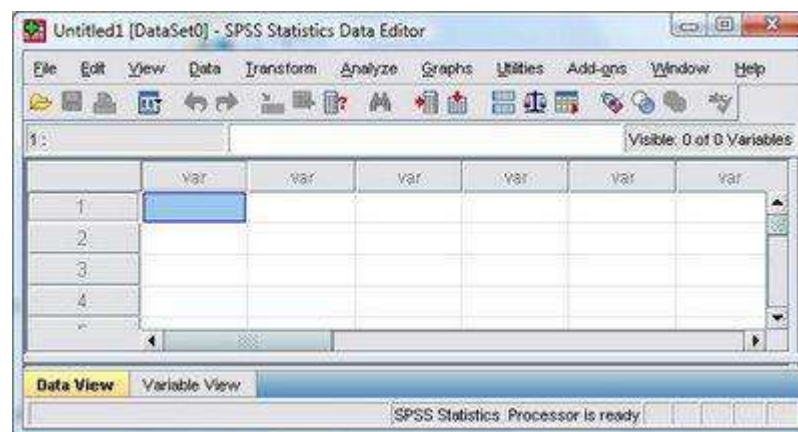 Untitled1 [DataSet0] - SPSS Statistics Data Editor
File Edit View Data Transform Analyze Graphs Utilities Add-ons Window Help
1 : Visible: 0 of 0 Variables
var var var var var var
1
2
3
4
Data View Variable View
SPSS Statistics Processor is ready